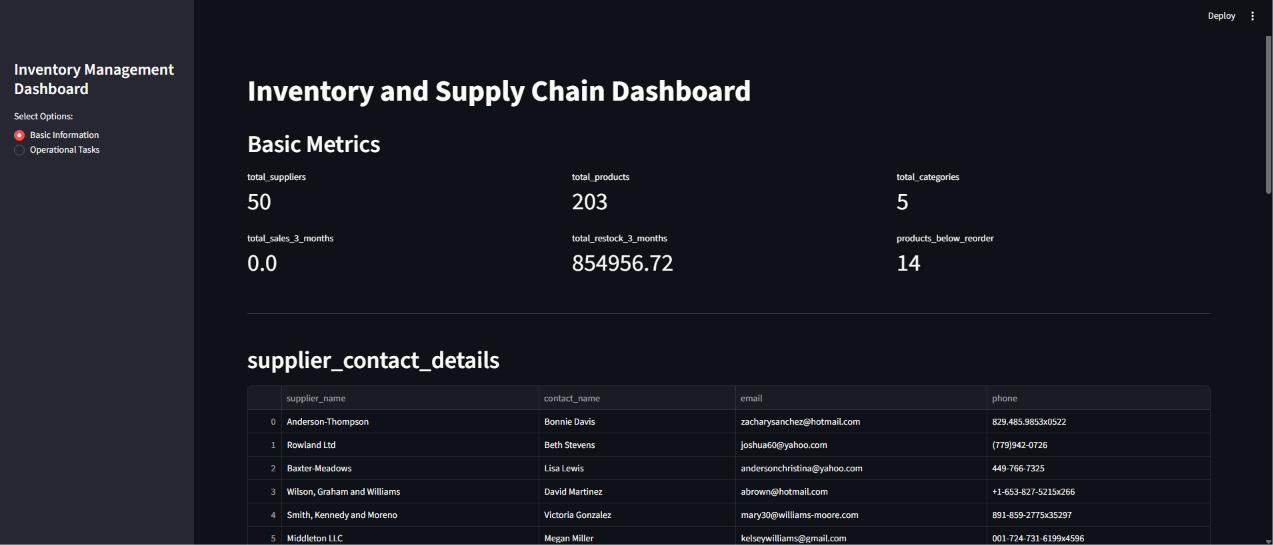 Deploy
Inventory Management
Dashboard
Select Options:
Basic Information
Operational Tasks
Inventory and Supply Chain Dashboard
Basic Metrics
total_suppliers total_products total_categories
50 203 5
total_sales_3_months total_restock_3_months products_below_reorder
0.0 854956.72 14
supplier_contact_details
supplier_name contact_name email phone
0 Anderson-Thompson Bonnie Davis zacharysanchez@hotmail.com 829.485.9853x0522
1 Rowland Ltd Beth Stevens joshua60@yahoo.com (779)942-0726
2 Baxter-Meadows Lisa Lewis andersonchristina@yahoo.com 449-766-7325
3 Wilson, Graham and Williams David Martinez abrown@hotmail.com +1-653-827-5215x266
4 Smith, Kennedy and Moreno Victoria Gonzalez mary30@williams-moore.com 891-859-2775x35297
5 Middleton LLC Megan Miller kelseywilliams@gmail.com 001-724-731-6199x4596